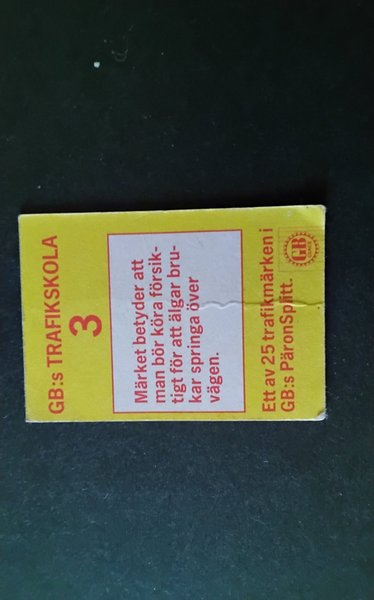 GB:s TRAFIKSKOLA
3
Märket betyder att
man bör köra försik-
tigt för att älgar bru-
kar springa över
vägen.
Ett av 25 trafikmärken i
GB:s PäronSplitt.
GB
GLACE